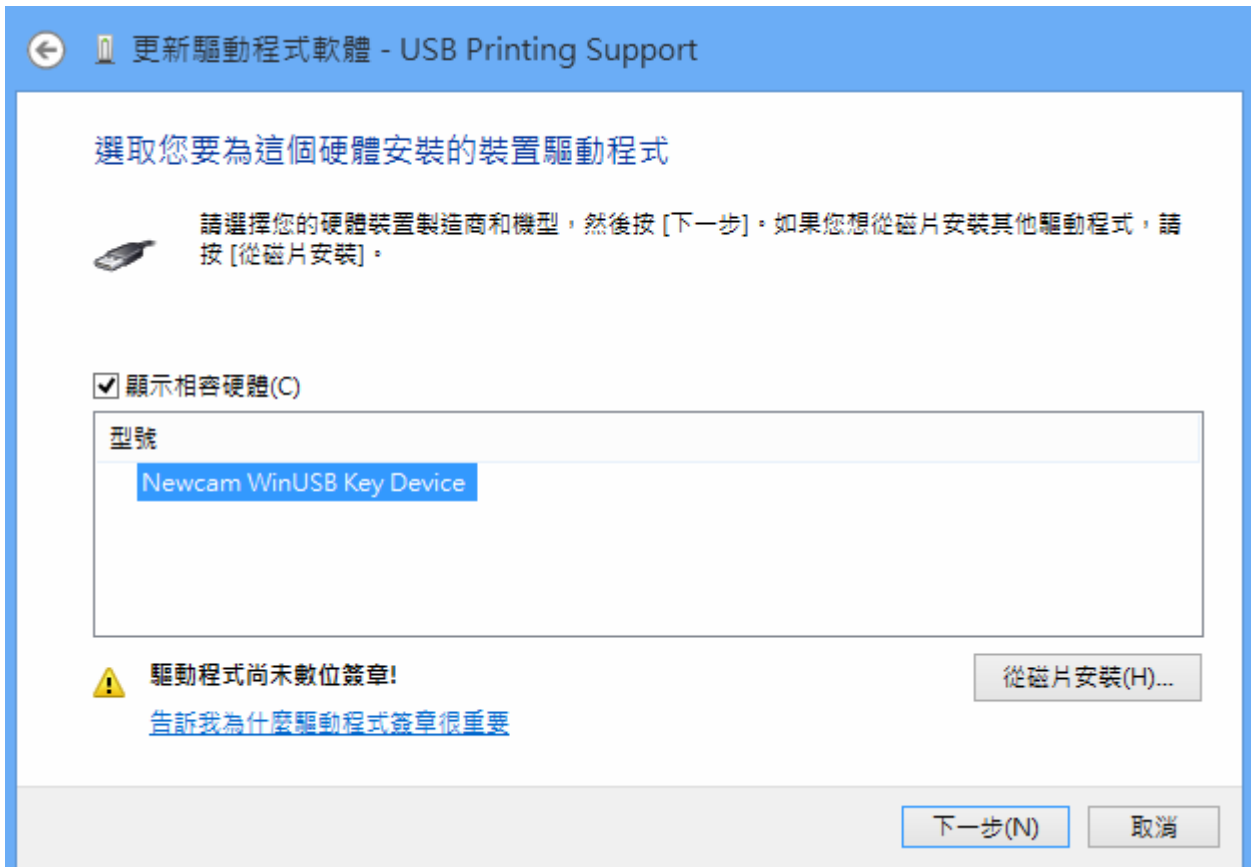 更新驅動程式軟體 - USB Printing Support
選取您要為這個硬體安裝的裝置驅動程式
請選擇您的硬體裝置製造商和機型，然後按 [下一步]。如果您想從磁片安裝其他驅動程式，請
按 [從磁片安裝]。
顯示相容硬體(C)
型號
Newcam WinUSB Key Device
驅動程式尚未數位簽章!
從磁片安裝(H)...
告訴我為什麼驅動程式簽章很重要
下一步(N)
取消